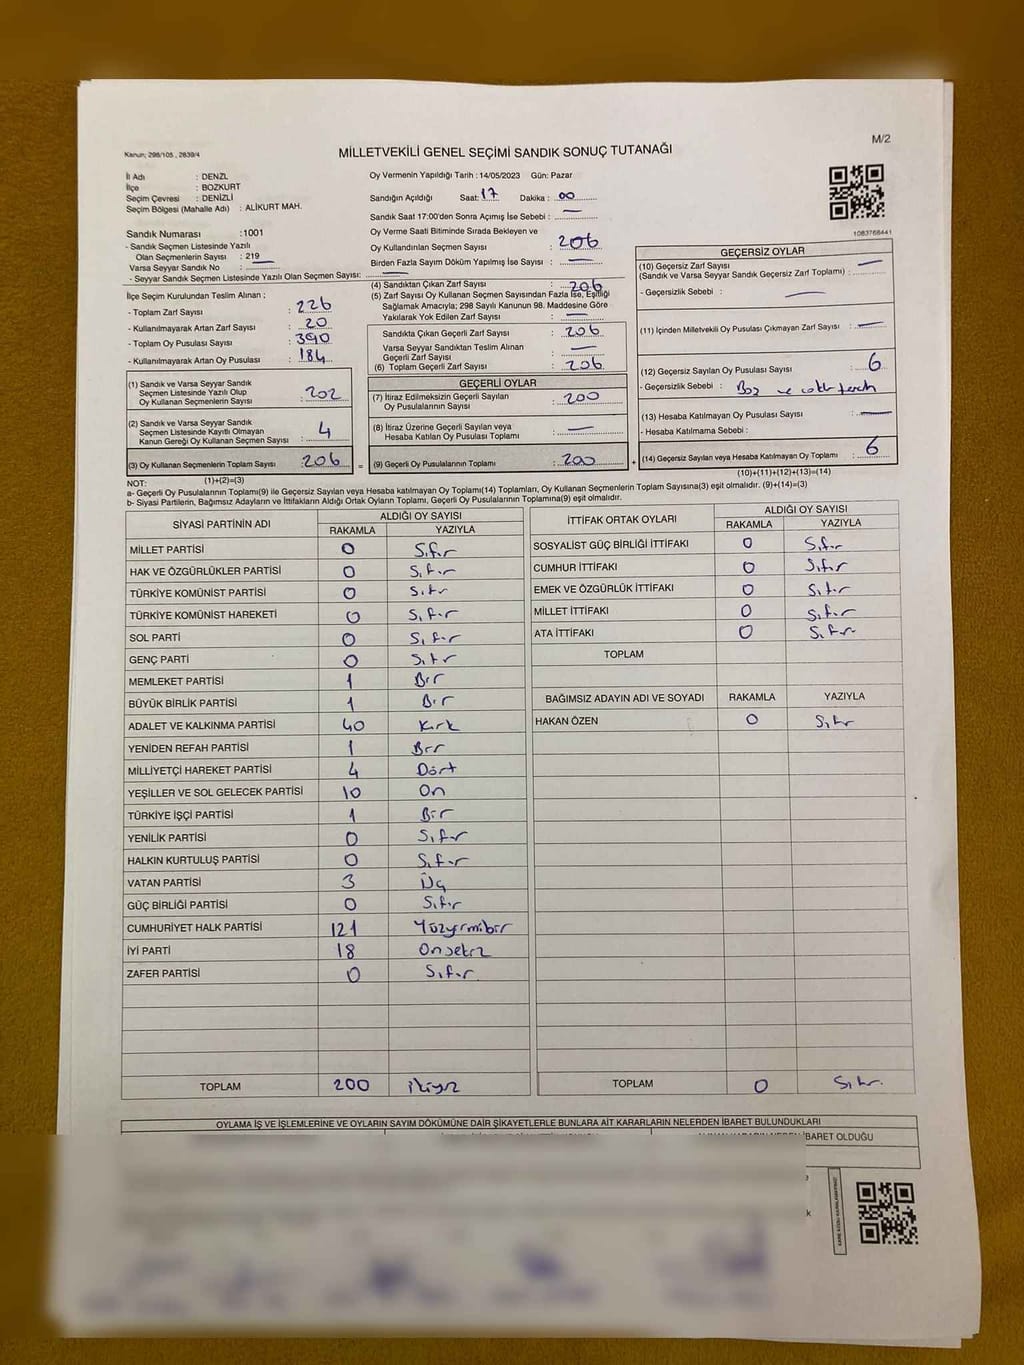 M/2
Kanun; 298/105 , 2839/4
MİLLETVEKİLİ GENEL SEÇİMİ SANDIK SONUÇ TUTANAĞI
İl Adı : DENZL
İlçe : BOZKURT
Seçim Çevresi : DENİZLİ
Seçim Bölgesi (Mahalle Adı) : ALİKURT MAH.
Sandık Numarası :1001
- Sandık Seçmen Listesinde Yazılı
Olan Seçmenlerin Sayısı : 219
Varsa Seyyar Sandık No :
- Seyyar Sandık Seçmen Listesinde Yazılı Olan Seçmen Sayısı:
Oy Vermenin Yapıldığı Tarih : 14/05/2023 Gün: Pazar
Sandığın Açıldığı Saat: 17 Dakika : 00
Sandık Saat 17:00'den Sonra Açımış İse Sebebi :
Oy Verme Saati Bitiminde Sırada Bekleyen ve
Oy Kullandırılan Seçmen Sayısı : 206
Birden Fazla Sayım Döküm Yapılmış İse Sayısı :
İlçe Seçim Kurulundan Teslim Alınan ;
- Toplam Zarf Sayısı : 226
- Kullanılmayarak Artan Zarf Sayısı : 20
- Toplam Oy Pusulası Sayısı : 390
- Kullanılmayarak Artan Oy Pusulası : 184
(1) Sandık ve Varsa Seyyar Sandık
Seçmen Listesinde Yazılı Olup
Oy Kullanan Seçmenlerin Sayısı : 202
(2) Sandık ve Varsa Seyyar Sandık
Seçmen Listesinde Kayıtlı Olmayan
Kanun Gereği Oy Kullanan Seçmen Sayısı : 4
(3) Oy Kullanan Seçmenlerin Toplam Sayısı : 206
(1)+(2)=(3)
(4) Sandıktan Çıkan Zarf Sayısı : 206
(5) Zarf Sayısı Oy Kullanan Seçmen Sayısından Fazla İse, Eşitliği
Sağlamak Amacıyla; 298 Sayılı Kanunun 98. Maddesine Göre
Yakılarak Yok Edilen Zarf Sayısı :
Sandıkta Çıkan Geçerli Zarf Sayısı : 206
Varsa Seyyar Sandıktan Teslim Alınan
Geçerli Zarf Sayısı :
(6) Toplam Geçerli Zarf Sayısı : 206
GEÇERLİ OYLAR
(7) İtiraz Edilmeksizin Geçerli Sayılan
Oy Pusulalarının Sayısı : 200
(8) İtiraz Üzerine Geçerli Sayılan veya
Hesaba Katılan Oy Pusulası Toplamı :
= (9) Geçerli Oy Pusulalarının Toplamı : 200
1083768441
GEÇERSİZ OYLAR
(10) Geçersiz Zarf Sayısı
(Sandık ve Varsa Seyyar Sandık Geçersiz Zarf Toplamı) :
- Geçersizlik Sebebi :
(11) İçinden Milletvekili Oy Pusulası Çıkmayan Zarf Sayısı :
(12) Geçersiz Sayılan Oy Pusulası Sayısı : 6
- Geçersizlik Sebebi : Boş ve çoklu tercih
(13) Hesaba Katılmayan Oy Pusulası Sayısı :
- Hesaba Katılmama Sebebi :
+ (14) Geçersiz Sayılan veya Hesaba Katılmayan Oy Toplamı : 6
(10)+(11)+(12)+(13)=(14)
NOT:
a- Geçerli Oy Pusulalarının Toplamı(9) ile Geçersiz Sayılan veya Hesaba katılmayan Oy Toplamı(14) Toplamları, Oy Kullanan Seçmenlerin Toplam Sayısına(3) eşit olmalıdır. (9)+(14)=(3)
b- Siyasi Partilerin, Bağımsız Adayların ve İttifakların Aldığı Ortak Oyların Toplamı, Geçerli Oy Pusulalarının Toplamına(9) eşit olmalıdır.
SİYASİ PARTİNİN ADI ALDIĞI OY SAYISI
RAKAMLA YAZIYLA
MİLLET PARTİSİ 0 Sıfır
HAK VE ÖZGÜRLÜKLER PARTİSİ 0 Sıfır
TÜRKİYE KOMÜNİST PARTİSİ 0 Sıfır
TÜRKİYE KOMÜNİST HAREKETİ 0 Sıfır
SOL PARTİ 0 Sıfır
GENÇ PARTİ 0 Sıfır
MEMLEKET PARTİSİ 1 Bir
BÜYÜK BİRLİK PARTİSİ 1 Bir
ADALET VE KALKINMA PARTİSİ 40 Kırk
YENİDEN REFAH PARTİSİ 1 Bir
MİLLİYETÇİ HAREKET PARTİSİ 4 Dört
YEŞİLLER VE SOL GELECEK PARTİSİ 10 On
TÜRKİYE İŞÇİ PARTİSİ 1 Bir
YENİLİK PARTİSİ 0 Sıfır
HALKIN KURTULUŞ PARTİSİ 0 Sıfır
VATAN PARTİSİ 3 Üç
GÜÇ BİRLİĞİ PARTİSİ 0 Sıfır
CUMHURİYET HALK PARTİSİ 121 Yüzyirmibir
İYİ PARTİ 18 Onsekiz
ZAFER PARTİSİ 0 Sıfır
TOPLAM 200 İkiyüz
İTTİFAK ORTAK OYLARI ALDIĞI OY SAYISI
RAKAMLA YAZIYLA
SOSYALİST GÜÇ BİRLİĞİ İTTİFAKI 0 Sıfır
CUMHUR İTTİFAKI 0 Sıfır
EMEK VE ÖZGÜRLÜK İTTİFAKI 0 Sıfır
MİLLET İTTİFAKI 0 Sıfır
ATA İTTİFAKI 0 Sıfır
TOPLAM
BAĞIMSIZ ADAYIN ADI VE SOYADI RAKAMLA YAZIYLA
HAKAN ÖZEN 0 Sıfır
TOPLAM 0 Sıfır
OYLAMA İŞ VE İŞLEMLERİNE VE OYLARIN SAYIM DÖKÜMÜNE DAİR ŞİKAYETLERLE BUNLARA AİT KARARLARIN NELERDEN İBARET BULUNDUKLARI
İBARET OLDUĞU